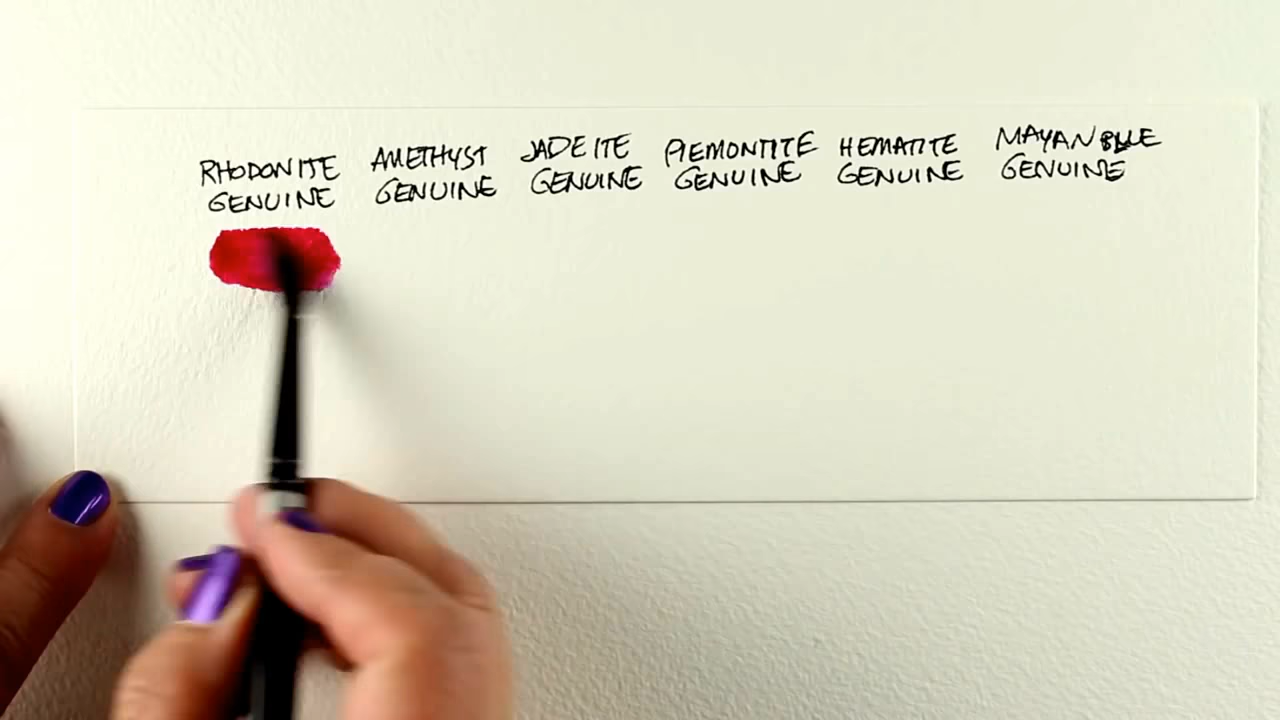 RHODONITE
GENUINE
AMETHYST
GENUINE
JADEITE
GENUINE
PIEMONTITE
GENUINE
HEMATITE
GENUINE
MAYAN BLUE
GENUINE